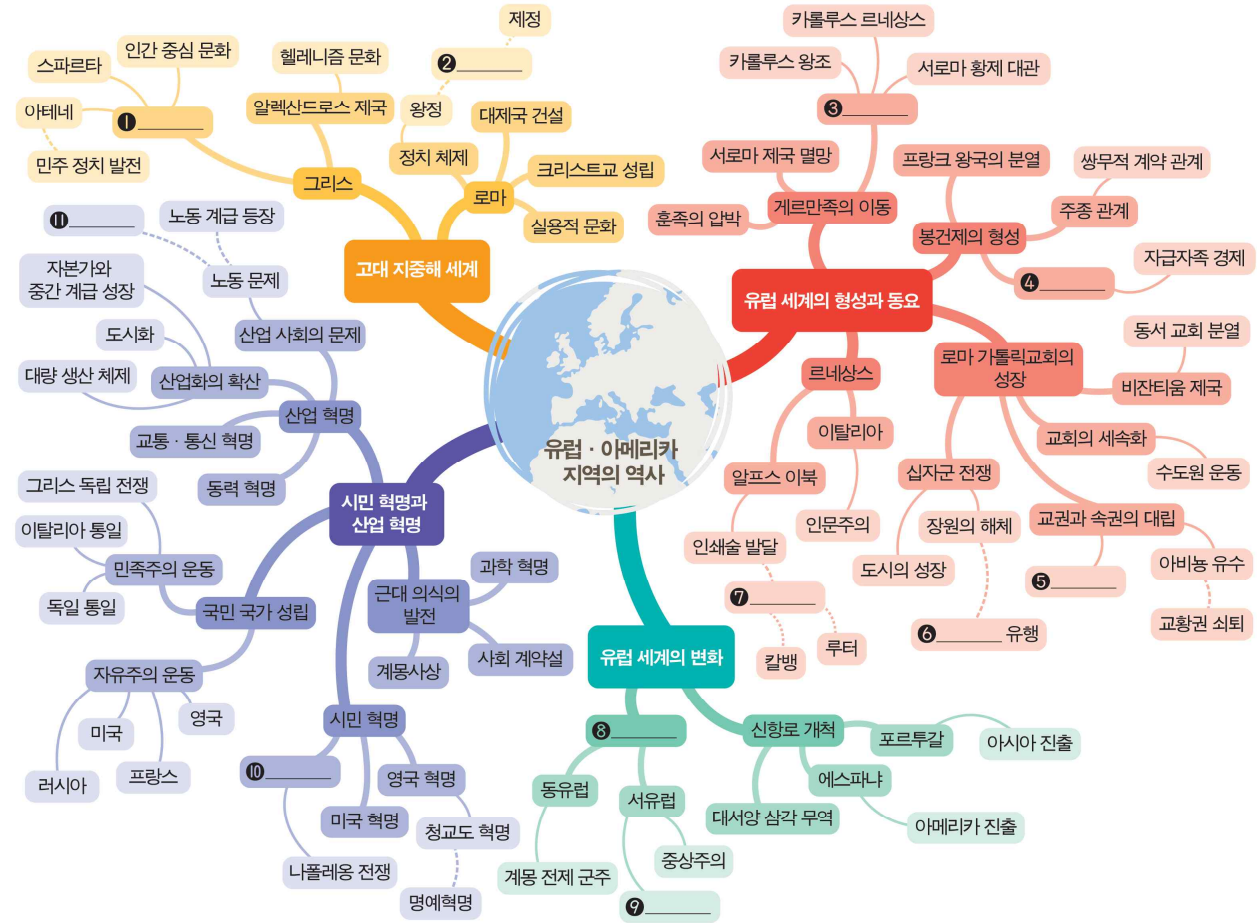 유럽 · 아메리카
지역의 역사
고대 지중해 세계
그리스
❶________
스파르타
인간 중심 문화
아테네
민주 정치 발전
알렉산드로스 제국
헬레니즘 문화
로마
정치 체제
왕정
❷________
제정
대제국 건설
크리스트교 성립
실용적 문화
유럽 세계의 형성과 동요
게르만족의 이동
훈족의 압박
서로마 제국 멸망
❸________
카롤루스 왕조
카롤루스 르네상스
서로마 황제 대관
봉건제의 형성
프랑크 왕국의 분열
주종 관계
쌍무적 계약 관계
❹________
자급자족 경제
로마 가톨릭교회의
성장
비잔티움 제국
동서 교회 분열
교회의 세속화
수도원 운동
교권과 속권의 대립
❺________
아비뇽 유수
교황권 쇠퇴
십자군 전쟁
도시의 성장
장원의 해체
❻________ 유행
르네상스
이탈리아
인문주의
알프스 이북
인쇄술 발달
❼________
칼뱅
루터
유럽 세계의 변화
신항로 개척
포르투갈
아시아 진출
에스파냐
아메리카 진출
대서양 삼각 무역
❽________
동유럽
계몽 전제 군주
서유럽
중상주의
❾________
시민 혁명과
산업 혁명
근대 의식의
발전
과학 혁명
사회 계약설
계몽사상
시민 혁명
영국 혁명
청교도 혁명
명예혁명
미국 혁명
❿________
나폴레옹 전쟁
국민 국가 성립
민족주의 운동
그리스 독립 전쟁
이탈리아 통일
독일 통일
자유주의 운동
러시아
미국
프랑스
영국
산업 혁명
동력 혁명
교통 · 통신 혁명
산업화의 확산
대량 생산 체제
도시화
자본가와
중간 계급 성장
산업 사회의 문제
노동 문제
노동 계급 등장
⓫________